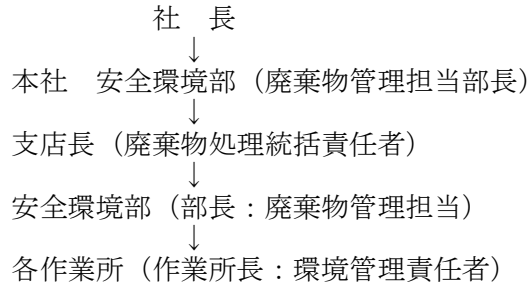 社　長
↓
本社　安全環境部（廃棄物管理担当部長）
↓
支店長（廃棄物処理統括責任者）
↓
安全環境部（部長：廃棄物管理担当）
↓
各作業所（作業所長：環境管理責任者）